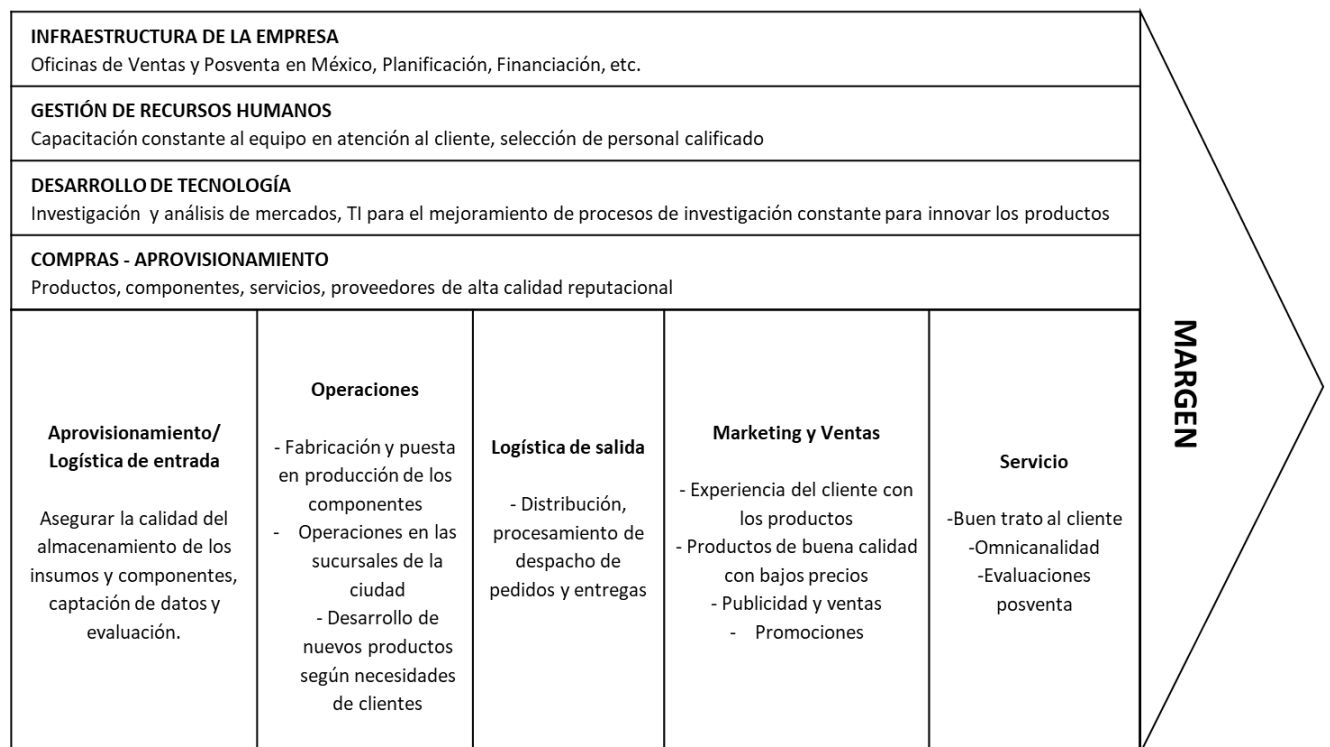 INFRAESTRUCTURA DE LA EMPRESA
Oficinas de Ventas y Posventa en México, Planificación, Financiación, etc.
GESTIÓN DE RECURSOS HUMANOS
Capacitación constante al equipo en atención al cliente, selección de personal calificado
DESARROLLO DE TECNOLOGÍA
Investigación y análisis de mercados, TI para el mejoramiento de procesos de investigación constante para innovar los productos
COMPRAS - APROVISIONAMIENTO
Productos, componentes, servicios, proveedores de alta calidad reputacional
Aprovisionamiento/
Logística de entrada
Asegurar la calidad del
almacenamiento de los
insumos y componentes,
captación de datos y
evaluación.
Operaciones
- Fabricación y puesta
en producción de los
componentes
- Operaciones en las
sucursales de la
ciudad
- Desarrollo de
nuevos productos
según necesidades
de clientes
Logística de salida
- Distribución,
procesamiento de
despacho de
pedidos y entregas
Marketing y Ventas
- Experiencia del cliente con
los productos
- Productos de buena calidad
con bajos precios
- Publicidad y ventas
- Promociones
Servicio
-Buen trato al cliente
-Omnicanalidad
-Evaluaciones
posventa
MARGEN